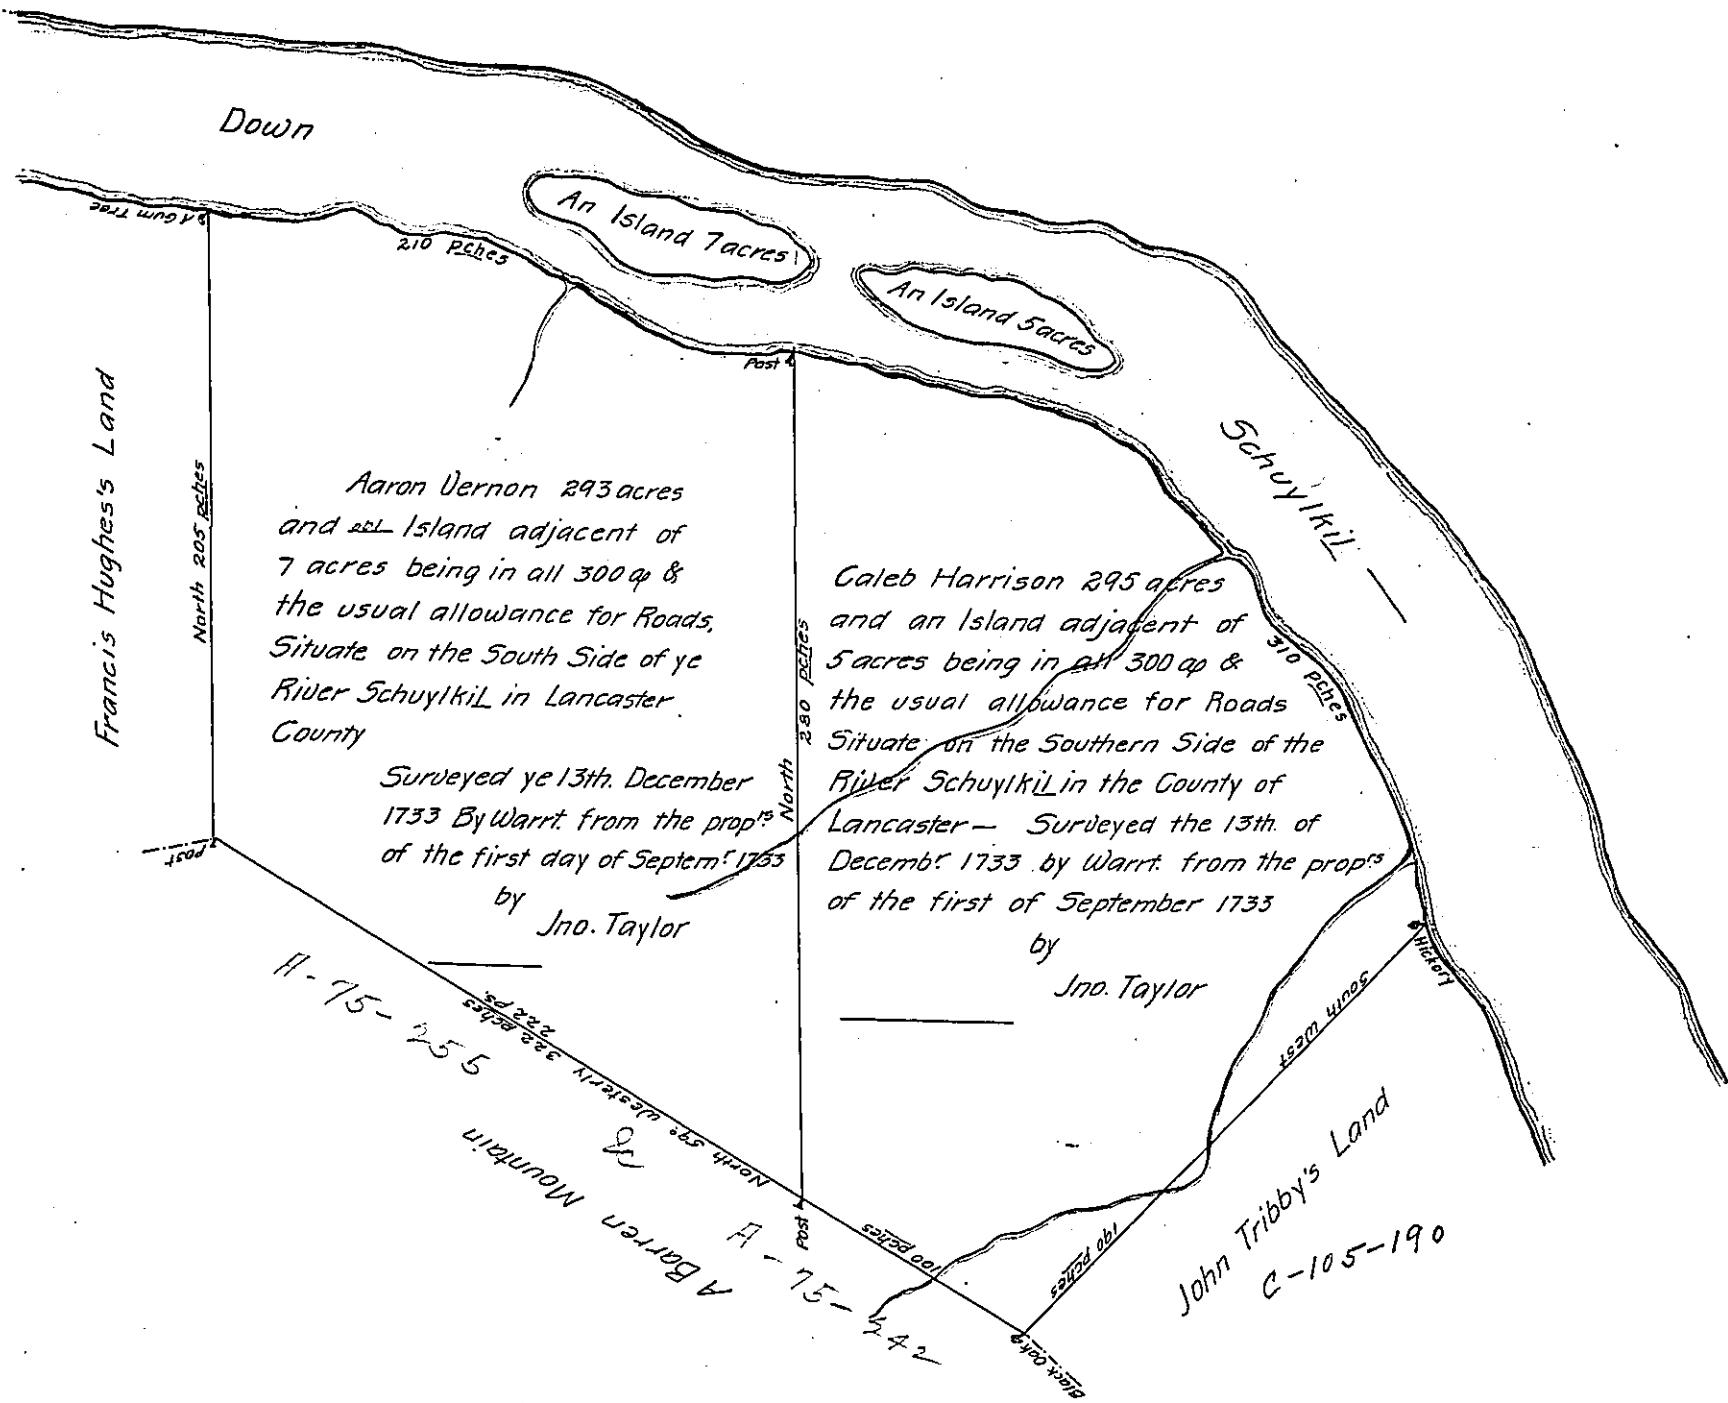 Down
An Island 7 acres
An Island 5 acres
A Gum Tree
210 pches
Post
Schuylkil
Francis Hughes's Land
North 205 pches
Aaron Vernon 293 acres
and Island adjacent of
7 acres being in all 300 ap &
the usual allowance for Roads,
Situate on the South Side of ye
River Schuylkil in Lancaster
County
Surveyed ye 13th. December
1733 By Warrt. from the proprs
of the first day of Septemr. 1733
by
Jno. Taylor
North 280 pches
Caleb Harrison 295 acres
and an Island adjacent of
5 acres being in all 300 ap &
the usual allowance for Roads
Situate on the Southern Side of the
River Schuylkil in the County of
Lancaster — Surveyed the 13th. of
Decembr. 1733 by Warrt. from the proprs
of the first of September 1733
by
Jno. Taylor
310 pches
Hickory
post
A-75-255
North 59° Westerly 322 pches
222 ps.
&
A Barren Mountain
Post
A-75-242
100 pches
South West
190 pches
Black Oak
John Tribby's Land
C-105-190